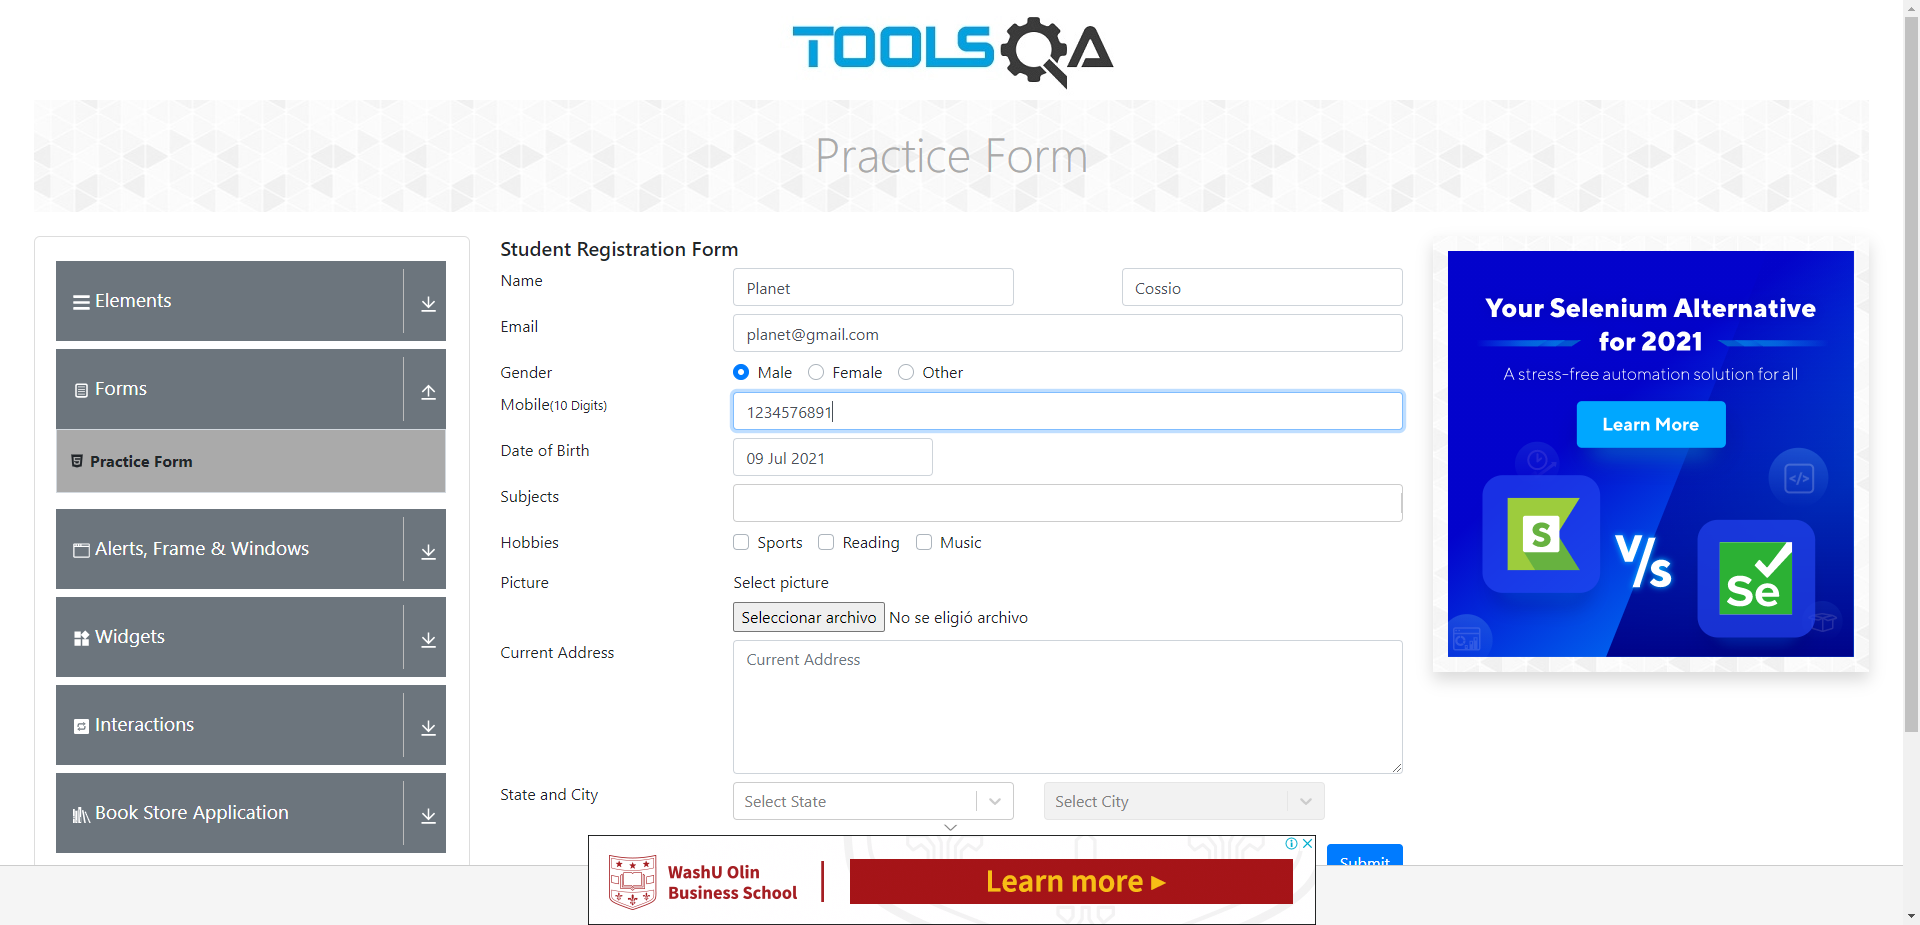 TOOLSQA
Practice Form
Elements
Forms
Practice Form
Alerts, Frame & Windows
Widgets
Interactions
Book Store Application
Student Registration Form
Name
Planet
Cossio
Email
planet@gmail.com
Gender
Male
Female
Other
Mobile(10 Digits)
1234576891
Date of Birth
09 Jul 2021
Subjects
Hobbies
Sports
Reading
Music
Picture
Select picture
Seleccionar archivo
No se eligió archivo
Current Address
Current Address
State and City
Select State
Select City
Submit
Your Selenium Alternative
for 2021
A stress-free automation solution for all
Learn More
S
V/S
Se
WashU Olin
Business School
Learn more ►